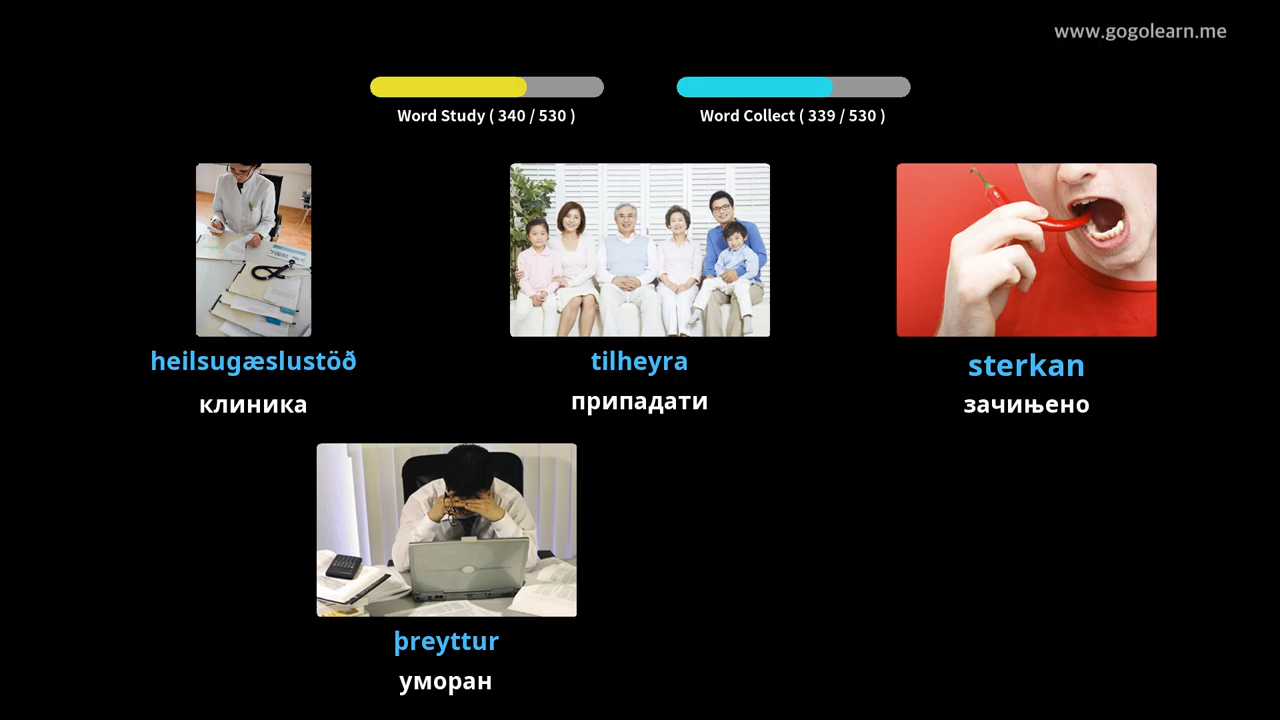 www.gogolearn.me
Word Study ( 340 / 530 )
Word Collect ( 339 / 530 )
heilsugæslustöð
клиника
tilheyra
припадати
sterkan
зачињено
þreyttur
уморан